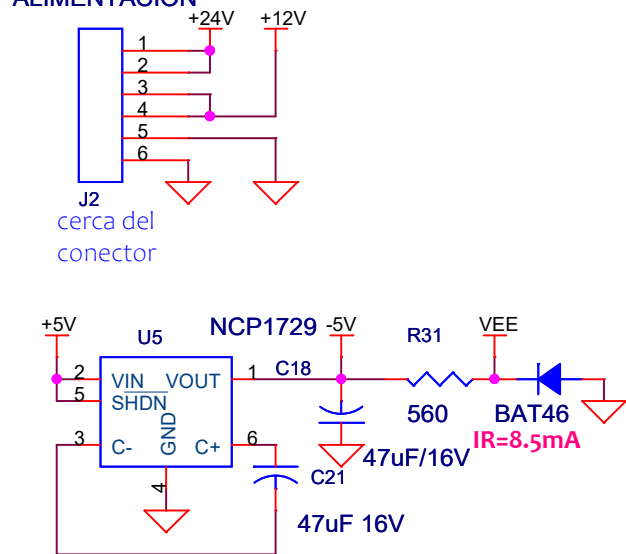 ALIMENTACION
+24V
+12V
1
2
3
4
5
6
J2
cerca del
conector
+5V
U5
NCP1729
-5V
R31
VEE
2
VIN
VOUT
1
C18
5
SHDN
GND
560
BAT46
IR=8.5mA
3
C-
C+
6
47uF/16V
C21
4
47uF 16V